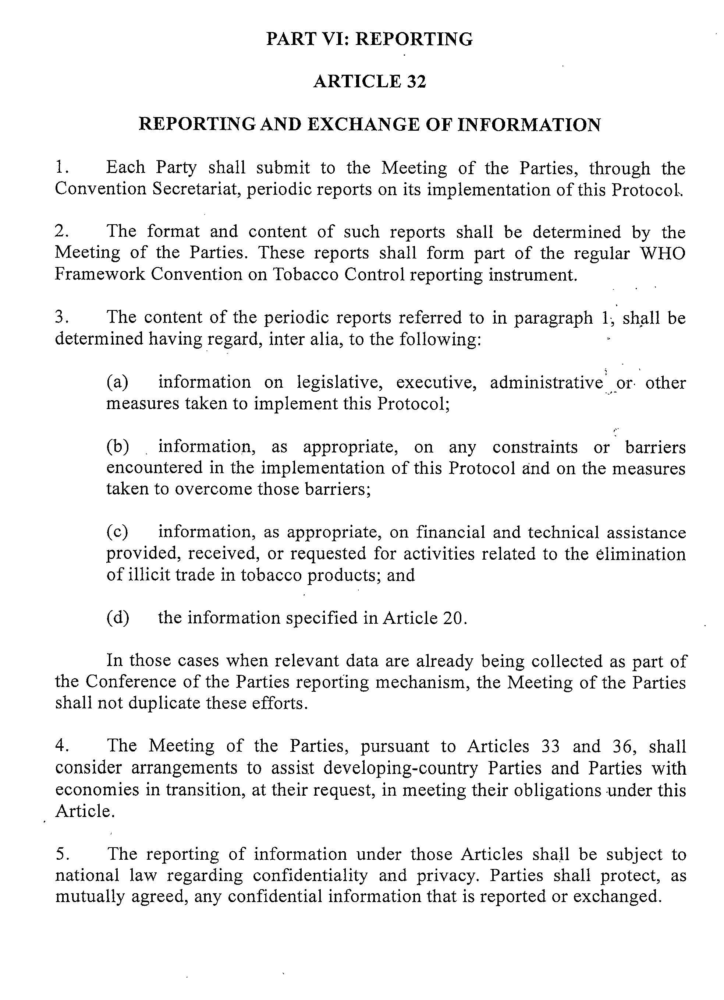 PART VI: REPORTING
ARTICLE 32
REPORTING AND EXCHANGE OF INFORMATION
1. Each Party shall submit to the Meeting of the Parties, through the
Convention Secretariat, periodic reports on its implementation of this Protocol.
2. The format and content of such reports shall be determined by the
Meeting of the Parties. These reports shall form part of the regular WHO
Framework Convention on Tobacco Control reporting instrument.
3. The content of the periodic reports referred to in paragraph 1, shall be
determined having regard, inter alia, to the following:
(a) information on legislative, executive, administrative or other
measures taken to implement this Protocol;
(b) information, as appropriate, on any constraints or barriers
encountered in the implementation of this Protocol and on the measures
taken to overcome those barriers;
(c) information, as appropriate, on financial and technical assistance
provided, received, or requested for activities related to the elimination
of illicit trade in tobacco products; and
(d) the information specified in Article 20.
In those cases when relevant data are already being collected as part of
the Conference of the Parties reporting mechanism, the Meeting of the Parties
shall not duplicate these efforts.
4. The Meeting of the Parties, pursuant to Articles 33 and 36, shall
consider arrangements to assist developing-country Parties and Parties with
economies in transition, at their request, in meeting their obligations under this
Article.
5. The reporting of information under those Articles shall be subject to
national law regarding confidentiality and privacy. Parties shall protect, as
mutually agreed, any confidential information that is reported or exchanged.